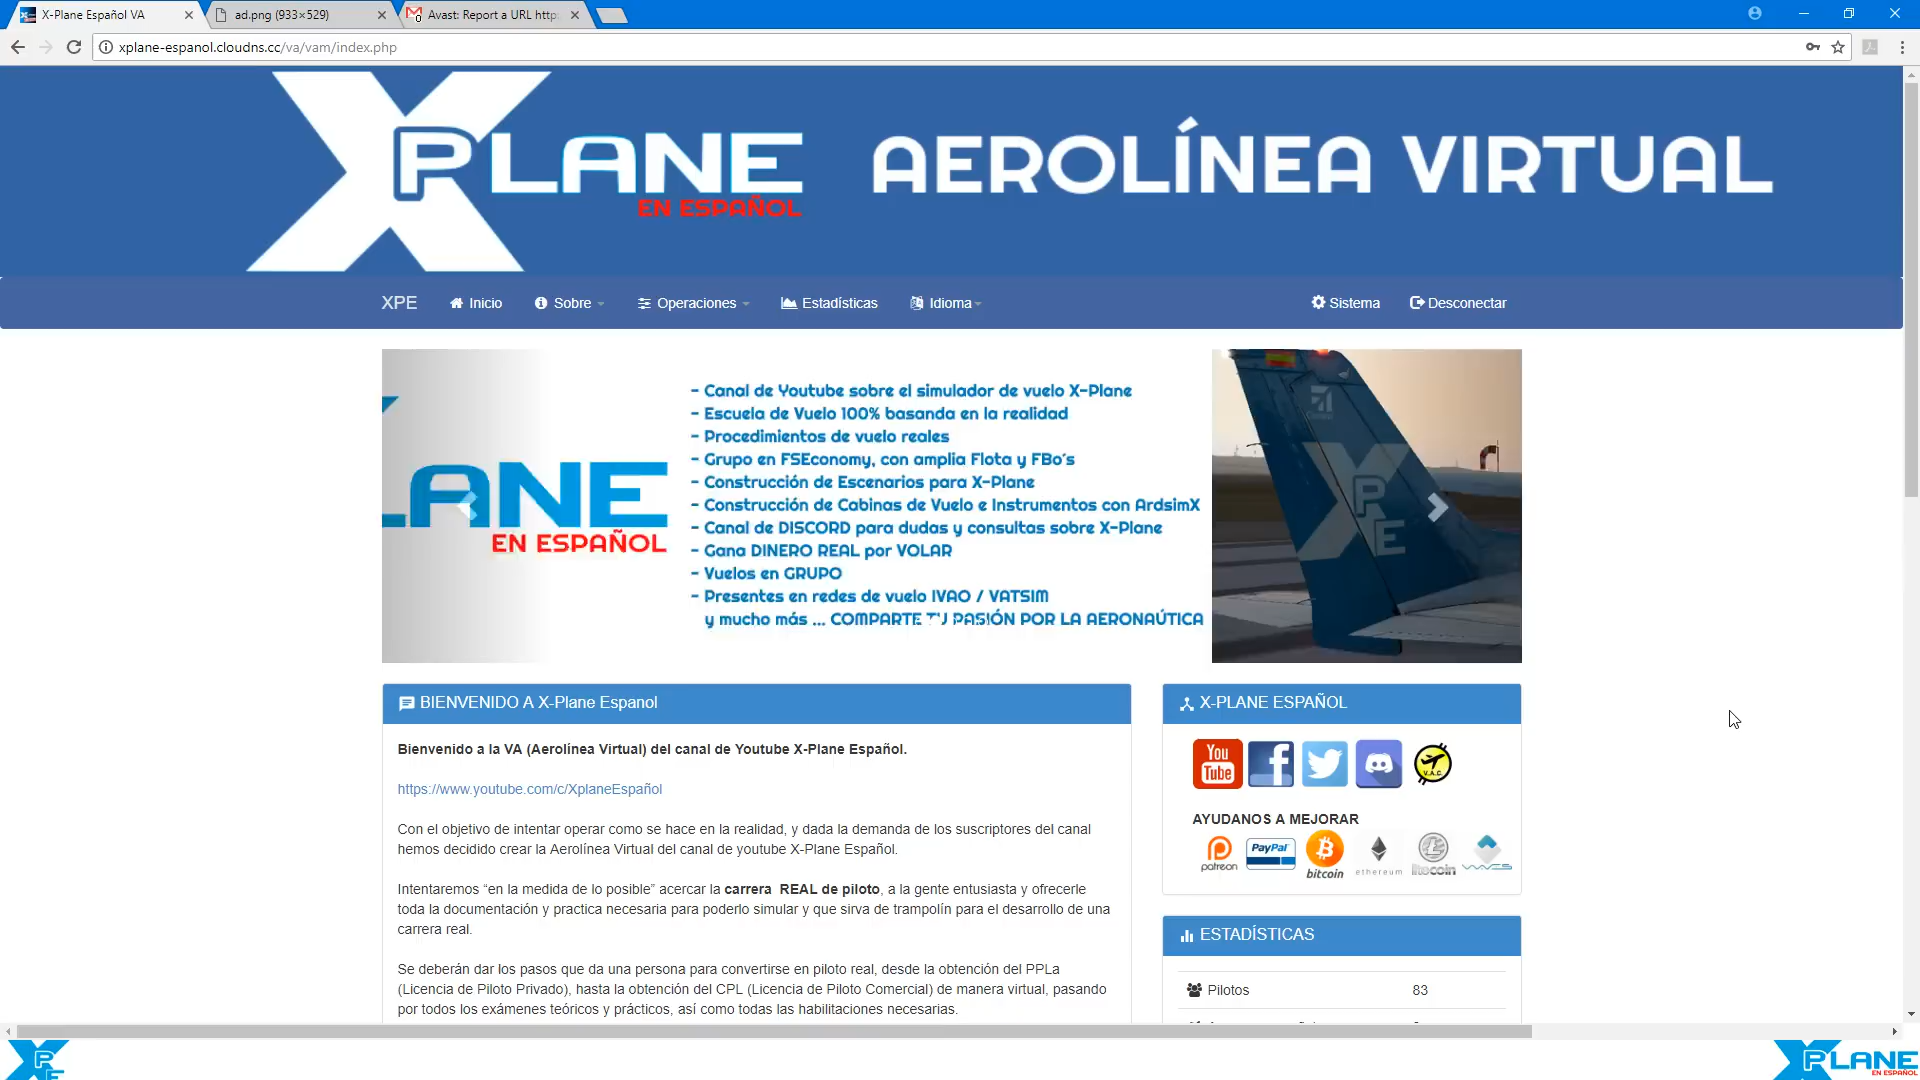 X-Plane Español VA
ad.png (933×529)
Avast: Report a URL http
xplane-espanol.cloudns.cc/va/vam/index.php
XPLANE
EN ESPAÑOL
AEROLÍNEA VIRTUAL
XPE
Inicio
Sobre
Operaciones
Estadísticas
Idioma
Sistema
Desconectar
LANE
EN ESPAÑOL
- Canal de Youtube sobre el simulador de vuelo X-Plane
- Escuela de Vuelo 100% basanda en la realidad
- Procedimientos de vuelo reales
- Grupo en FSEconomy, con amplia Flota y FBo's
- Construcción de Escenarios para X-Plane
- Construcción de Cabinas de Vuelo e Instrumentos con ArdsimX
- Canal de DISCORD para dudas y consultas sobre X-Plane
- Gana DINERO REAL por VOLAR
- Vuelos en GRUPO
- Presentes en redes de vuelo IVAO / VATSIM
y mucho más ... COMPARTE TU PASIÓN POR LA AERONAÚTICA
XPE
BIENVENIDO A X-Plane Espanol
Bienvenido a la VA (Aerolínea Virtual) del canal de Youtube X-Plane Español.
https://www.youtube.com/c/XplaneEspañol
Con el objetivo de intentar operar como se hace en la realidad, y dada la demanda de los suscriptores del canal
hemos decidido crear la Aerolínea Virtual del canal de youtube X-Plane Español.
Intentaremos “en la medida de lo posible” acercar la carrera REAL de piloto, a la gente entusiasta y ofrecerle
toda la documentación y practica necesaria para poderlo simular y que sirva de trampolín para el desarrollo de una
carrera real.
Se deberán dar los pasos que da una persona para convertirse en piloto real, desde la obtención del PPLa
(Licencia de Piloto Privado), hasta la obtención del CPL (Licencia de Piloto Comercial) de manera virtual, pasando
por todos los exámenes teóricos y prácticos, así como todas las habilitaciones necesarias.
X-PLANE ESPAÑOL
You
Tube
V.A.C.
AYUDANOS A MEJORAR
patreon
PayPal
bitcoin
ethereum
litecoin
WAVES
ESTADÍSTICAS
Pilotos 83
XPE
XPLANE
EN ESPAÑOL